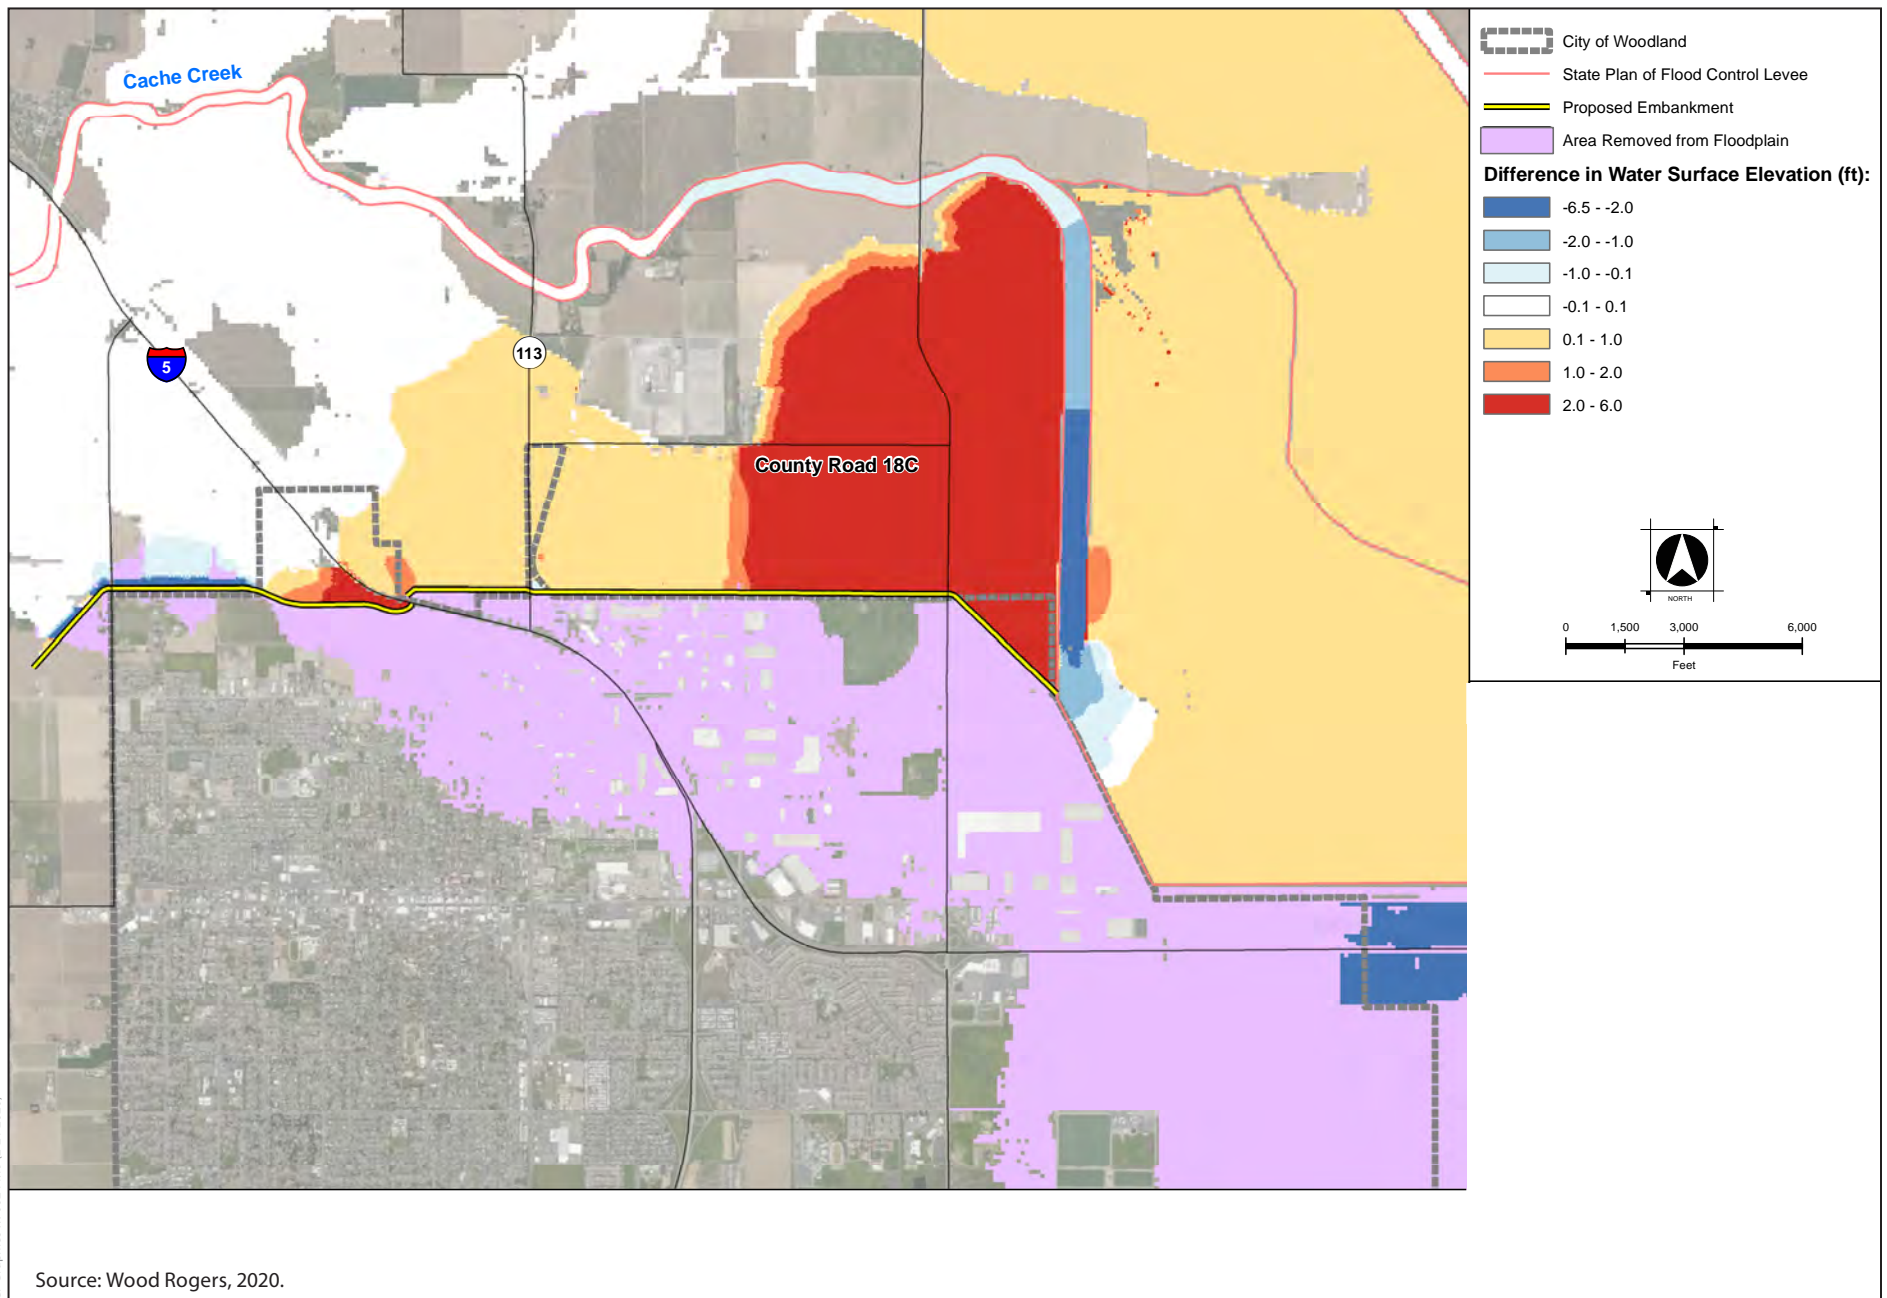 Cache Creek
5
113
County Road 18C
City of Woodland
State Plan of Flood Control Levee
Proposed Embankment
Area Removed from Floodplain
Difference in Water Surface Elevation (ft):
-6.5 - -2.0
-2.0 - -1.0
-1.0 - -0.1
-0.1 - 0.1
0.1 - 1.0
1.0 - 2.0
2.0 - 6.0
NORTH
0 1,500 3,000 6,000
Feet
Source: Wood Rogers, 2020.